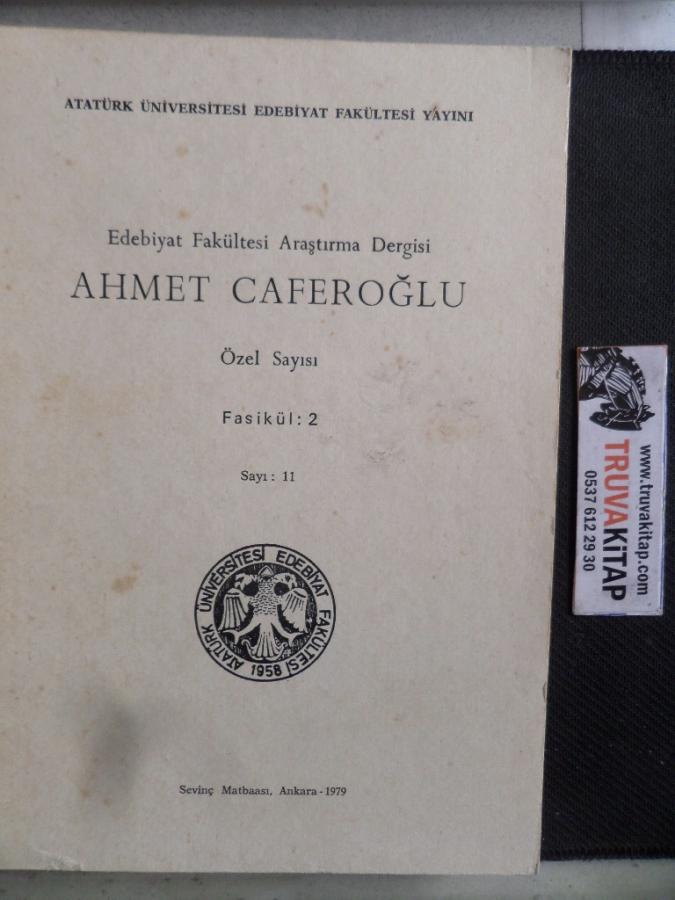 ATATÜRK ÜNİVERSİTESİ EDEBİYAT FAKÜLTESİ YAYINI
Edebiyat Fakültesi Araştırma Dergisi
AHMET CAFEROĞLU
Özel Sayısı
Fasikül: 2
Sayı: 11
ATATÜRK ÜNİVERSİTESİ EDEBİYAT FAKÜLTESİ
1958
Sevinç Matbaası, Ankara - 1979
www.truvakitap.com
TRUVAKİTAP
0537 612 29 30